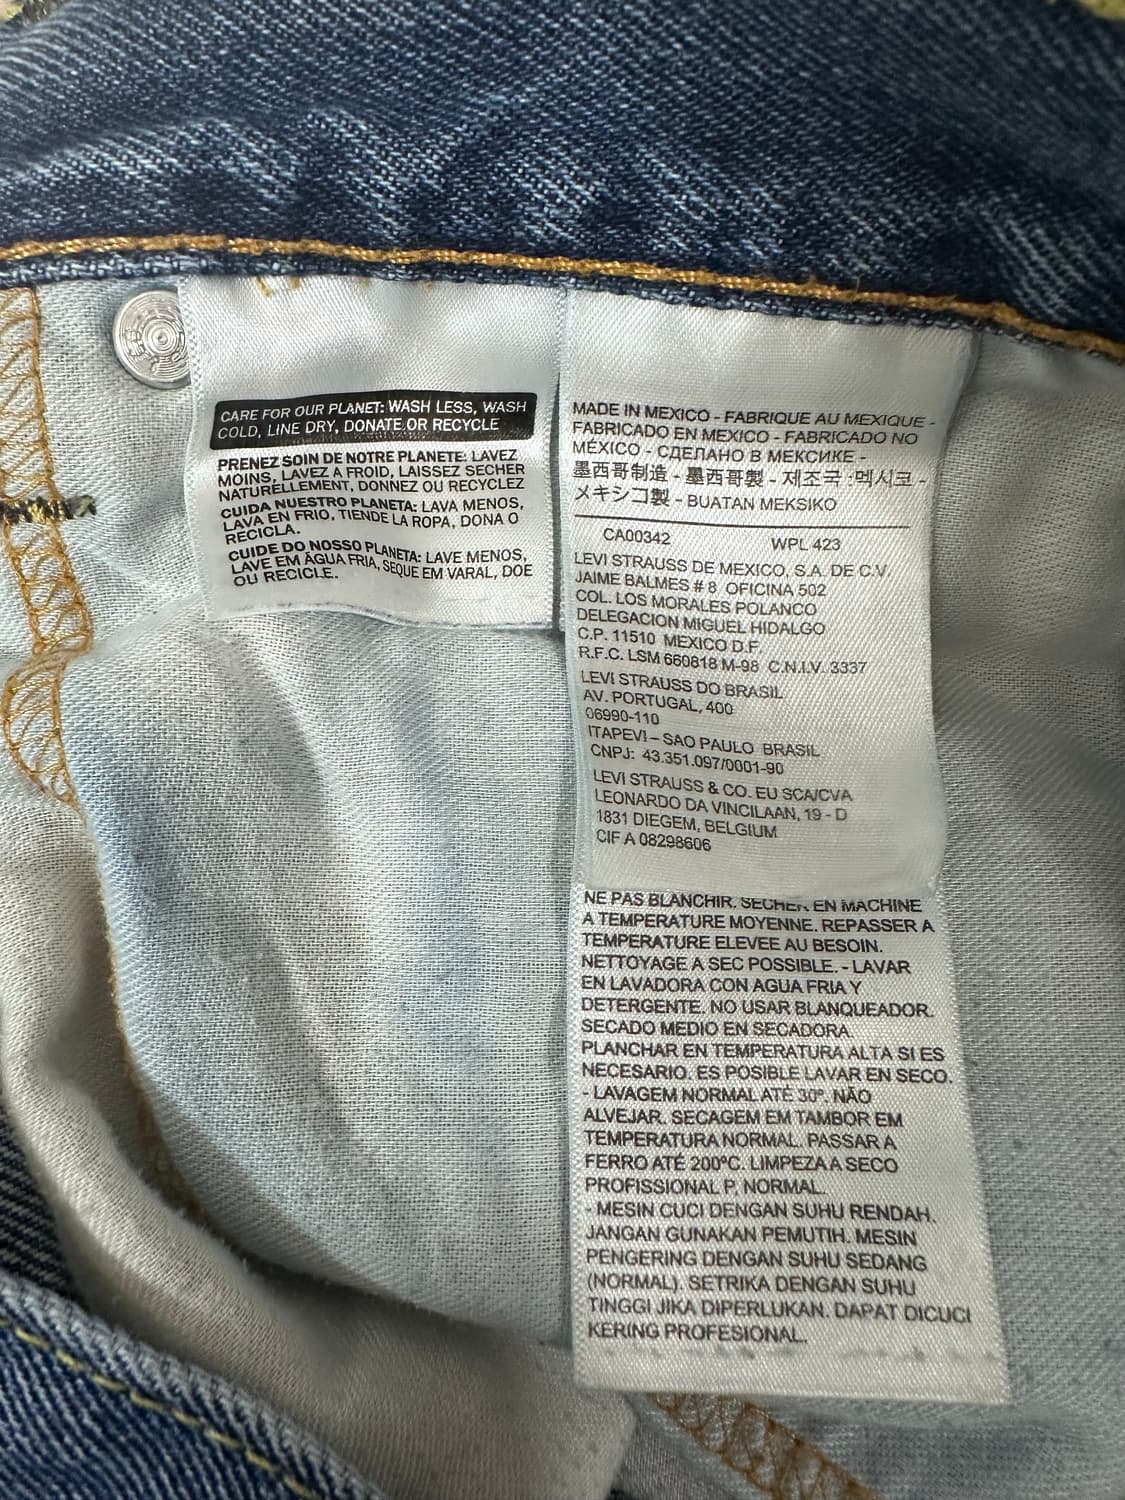 CARE FOR OUR PLANET: WASH LESS, WASH
COLD, LINE DRY, DONATE OR RECYCLE
PRENEZ SOIN DE NOTRE PLANETE: LAVEZ
MOINS, LAVEZ A FROID, LAISSEZ SECHER
NATURELLEMENT, DONNEZ OU RECYCLEZ
CUIDA NUESTRO PLANETA: LAVA MENOS,
LAVA EN FRIO, TIENDE LA ROPA, DONA O
RECICLA.
CUIDE DO NOSSO PLANETA: LAVE MENOS,
LAVE EM ÁGUA FRIA, SEQUE EM VARAL, DOE
OU RECICLE.
MADE IN MEXICO - FABRIQUE AU MEXIQUE -
FABRICADO EN MEXICO - FABRICADO NO
MÉXICO - СДЕЛАНО В МЕКСИКЕ -
墨西哥制造 - 墨西哥製 - 제조국 :멕시코 -
メキシコ製 - BUATAN MEKSIKO
CA00342 WPL 423
LEVI STRAUSS DE MEXICO, S.A. DE C.V.
JAIME BALMES # 8 OFICINA 502
COL. LOS MORALES POLANCO
DELEGACION MIGUEL HIDALGO
C.P. 11510 MEXICO D.F.
R.F.C. LSM 660818 M-98 C.N.I.V. 3337
LEVI STRAUSS DO BRASIL
AV. PORTUGAL, 400
06990-110
ITAPEVI – SAO PAULO BRASIL
CNPJ: 43.351.097/0001-90
LEVI STRAUSS & CO. EU SCA/CVA
LEONARDO DA VINCILAAN, 19 - D
1831 DIEGEM, BELGIUM
CIF A 08298606
NE PAS BLANCHIR. SECHER EN MACHINE
A TEMPERATURE MOYENNE. REPASSER A
TEMPERATURE ELEVEE AU BESOIN.
NETTOYAGE A SEC POSSIBLE. - LAVAR
EN LAVADORA CON AGUA FRIA Y
DETERGENTE. NO USAR BLANQUEADOR.
SECADO MEDIO EN SECADORA.
PLANCHAR EN TEMPERATURA ALTA SI ES
NECESARIO. ES POSIBLE LAVAR EN SECO.
- LAVAGEM NORMAL ATÉ 30º. NÃO
ALVEJAR. SECAGEM EM TAMBOR EM
TEMPERATURA NORMAL. PASSAR A
FERRO ATÉ 200ºC. LIMPEZA A SECO
PROFISSIONAL P, NORMAL.
- MESIN CUCI DENGAN SUHU RENDAH.
JANGAN GUNAKAN PEMUTIH. MESIN
PENGERING DENGAN SUHU SEDANG
(NORMAL). SETRIKA DENGAN SUHU
TINGGI JIKA DIPERLUKAN. DAPAT DICUCI
KERING PROFESIONAL.